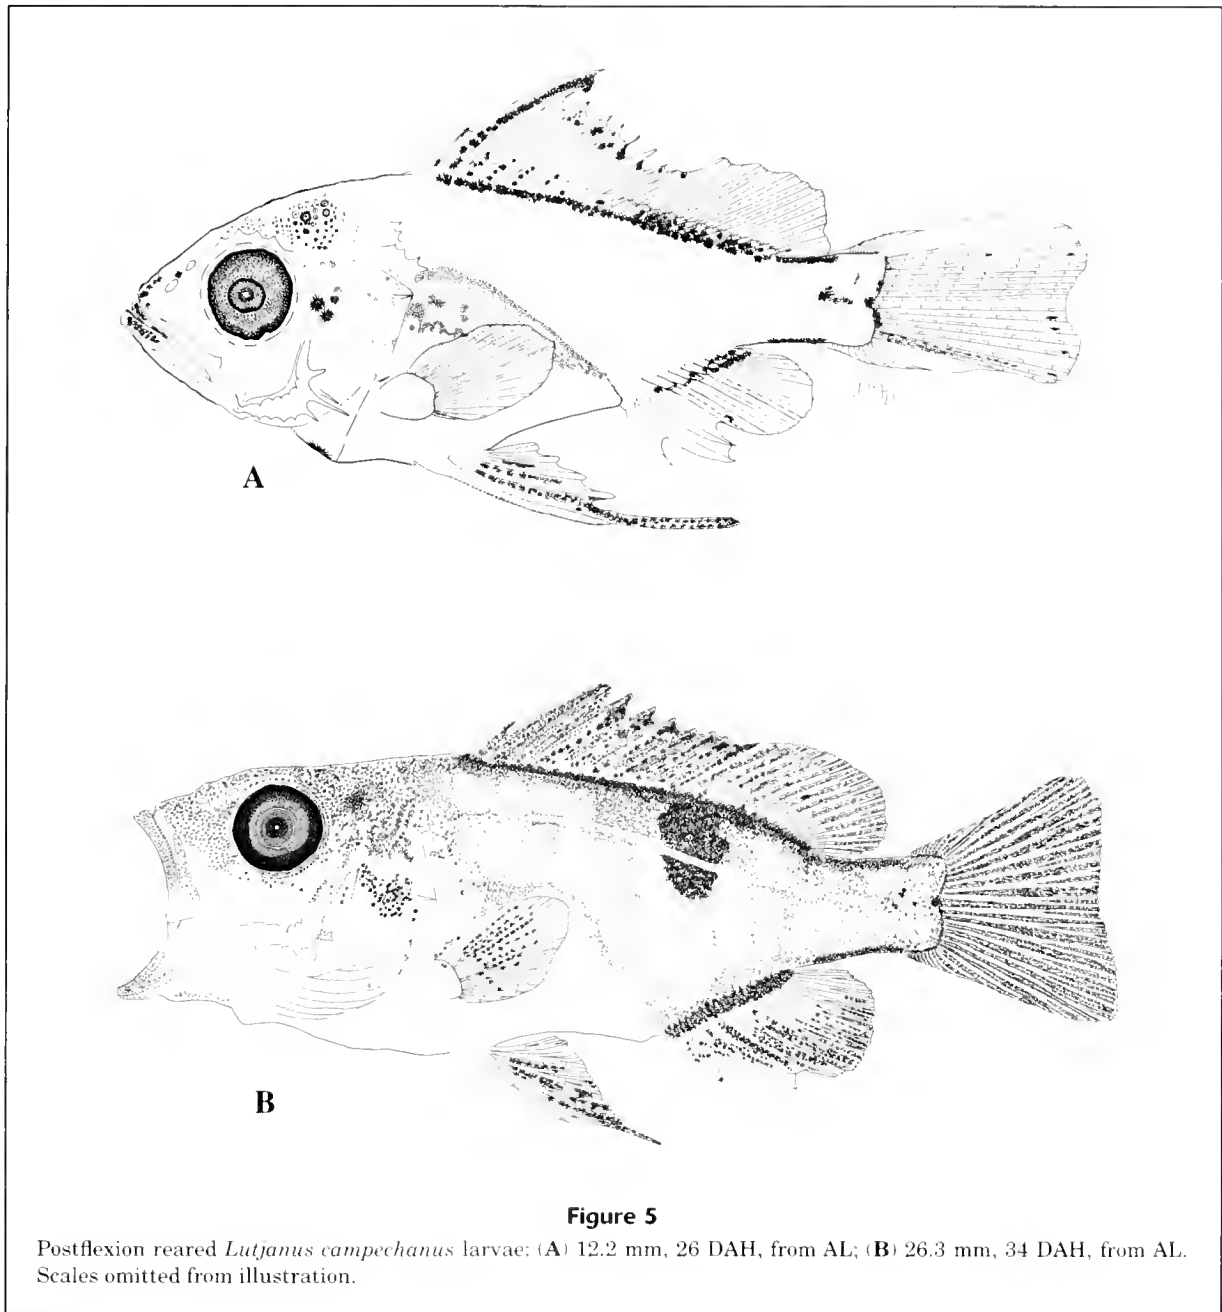 A
B
Figure 5
Postflexion reared Lutjanus campechanus larvae: (A) 12.2 mm, 26 DAH, from AL; (B) 26.3 mm, 34 DAH, from AL.
Scales omitted from illustration.